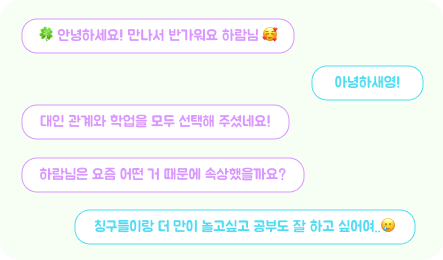 🍀 안녕하세요! 만나서 반가워요 하람님 🥰
아녕하새영!
대인 관계와 학업을 모두 선택해 주셨네요!
하람님은 요즘 어떤 거 때문에 속상했을까요?
칭구들이랑 더 만이 놀고싶고 공부도 잘 하고 싶어여..🥲